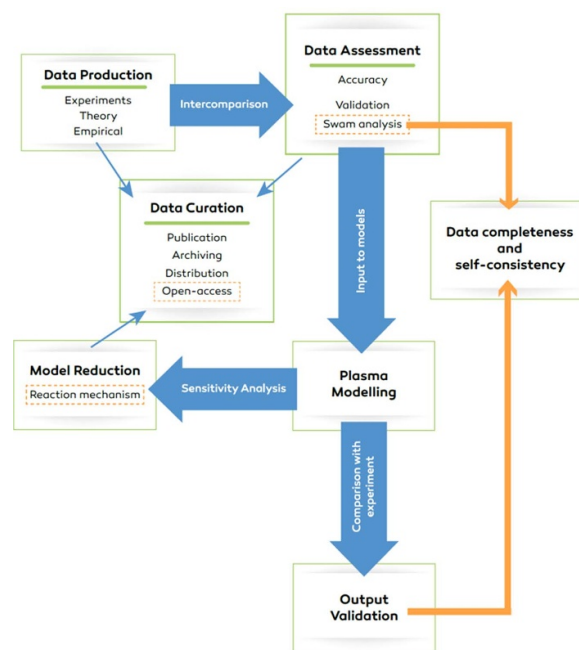 Data Production
Experiments
Theory
Empirical
Intercomparison
Data Assessment
Accuracy
Validation
Swam analysis
Data Curation
Publication
Archiving
Distribution
Open-access
Input to models
Data completeness
and
self-consistency
Model Reduction
Reaction mechanism
Sensitivity Analysis
Plasma
Modelling
Comparison with
experiment
Output
Validation